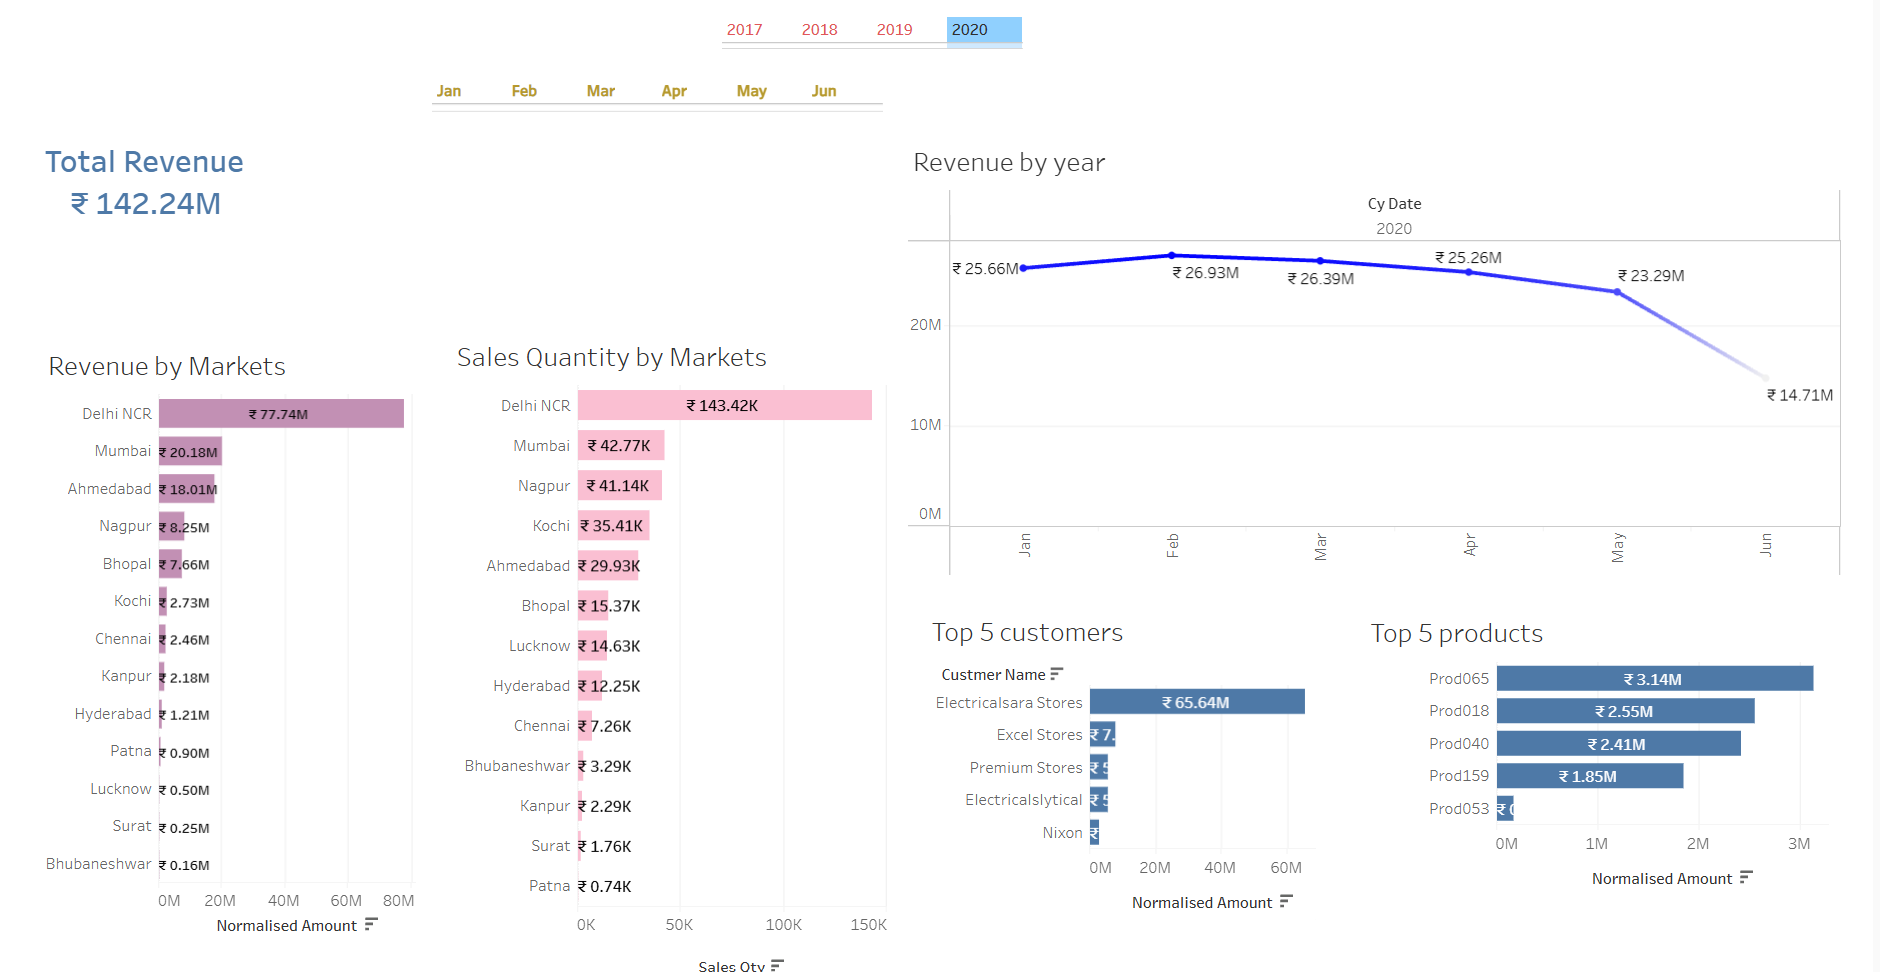 2017 2018 2019 2020
Jan Feb Mar Apr May Jun
Total Revenue
₹ 142.24M
Revenue by Markets
Delhi NCR ₹ 77.74M
Mumbai ₹ 20.18M
Ahmedabad ₹ 18.01M
Nagpur ₹ 8.25M
Bhopal ₹ 7.66M
Kochi ₹ 2.73M
Chennai ₹ 2.46M
Kanpur ₹ 2.18M
Hyderabad ₹ 1.21M
Patna ₹ 0.90M
Lucknow ₹ 0.50M
Surat ₹ 0.25M
Bhubaneshwar ₹ 0.16M
0M 20M 40M 60M 80M
Normalised Amount
Sales Quantity by Markets
Delhi NCR ₹ 143.42K
Mumbai ₹ 42.77K
Nagpur ₹ 41.14K
Kochi ₹ 35.41K
Ahmedabad ₹ 29.93K
Bhopal ₹ 15.37K
Lucknow ₹ 14.63K
Hyderabad ₹ 12.25K
Chennai ₹ 7.26K
Bhubaneshwar ₹ 3.29K
Kanpur ₹ 2.29K
Surat ₹ 1.76K
Patna ₹ 0.74K
0K 50K 100K 150K
Sales Qty
Revenue by year
Cy Date
2020
₹ 25.66M ₹ 26.93M ₹ 26.39M ₹ 25.26M ₹ 23.29M ₹ 14.71M
20M
10M
0M
Jan Feb Mar Apr May Jun
Top 5 customers
Custmer Name
Electricalsara Stores ₹ 65.64M
Excel Stores ₹ 7.
Premium Stores ₹ 5
Electricalslytical ₹ 5
Nixon ₹
0M 20M 40M 60M
Normalised Amount
Top 5 products
Prod065 ₹ 3.14M
Prod018 ₹ 2.55M
Prod040 ₹ 2.41M
Prod159 ₹ 1.85M
Prod053 ₹
0M 1M 2M 3M
Normalised Amount